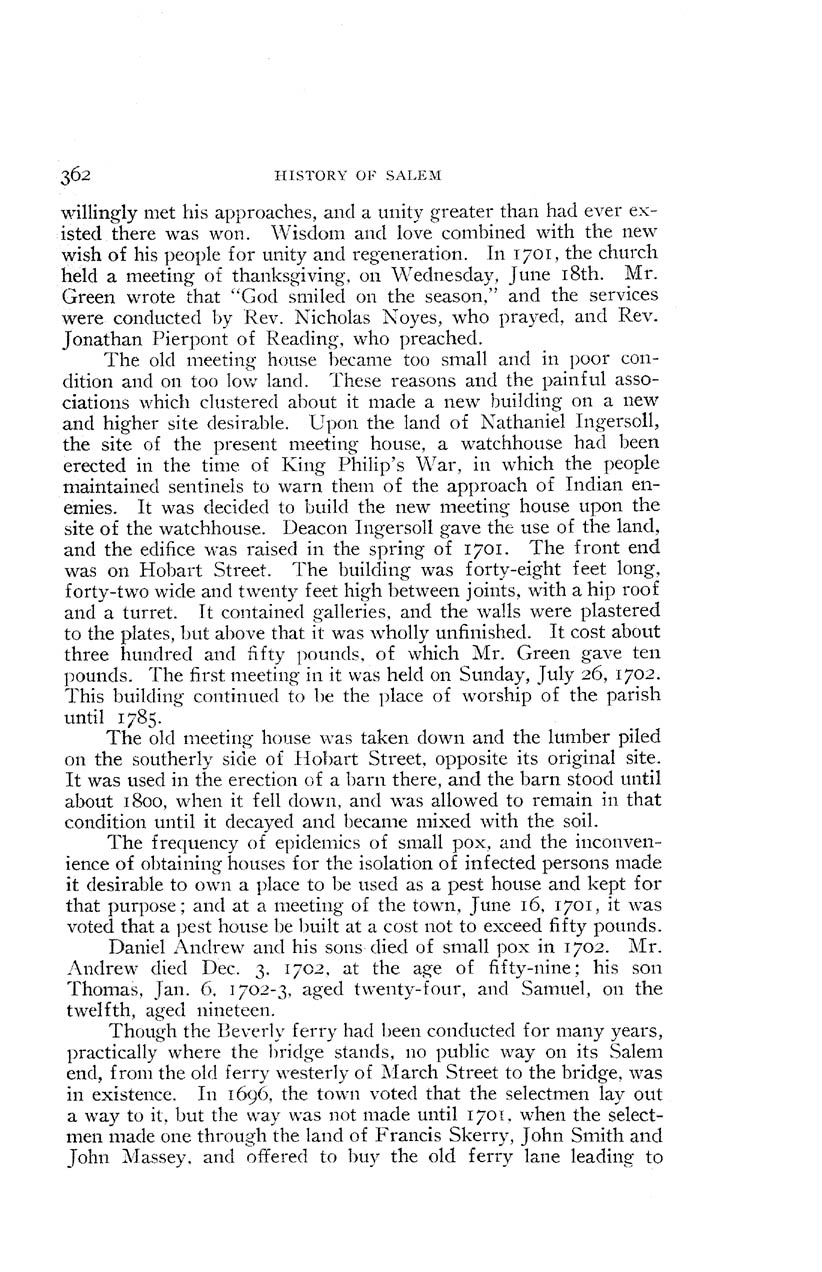 362 HISTORY OF SALEM
willingly met his approaches, and a unity greater than had ever ex-
isted there was won. Wisdom and love combined with the new
wish of his people for unity and regeneration. In 1701, the church
held a meeting of thanksgiving, on Wednesday, June 18th. Mr.
Green wrote that "God smiled on the season," and the services
were conducted by Rev. Nicholas Noyes, who prayed, and Rev.
Jonathan Pierpont of Reading, who preached.
The old meeting house became too small and in poor con-
dition and on too low land. These reasons and the painful asso-
ciations which clustered about it made a new building on a new
and higher site desirable. Upon the land of Nathaniel Ingersoll,
the site of the present meeting house, a watchhouse had been
erected in the time of King Philip's War, in which the people
maintained sentinels to warn them of the approach of Indian en-
emies. It was decided to build the new meeting house upon the
site of the watchhouse. Deacon Ingersoll gave the use of the land,
and the edifice was raised in the spring of 1701. The front end
was on Hobart Street. The building was forty-eight feet long,
forty-two wide and twenty feet high between joints, with a hip roof
and a turret. It contained galleries, and the walls were plastered
to the plates, but above that it was wholly unfinished. It cost about
three hundred and fifty pounds, of which Mr. Green gave ten
pounds. The first meeting in it was held on Sunday, July 26, 1702.
This building continued to be the place of worship of the parish
until 1785.
The old meeting house was taken down and the lumber piled
on the southerly side of Hobart Street, opposite its original site.
It was used in the erection of a barn there, and the barn stood until
about 1800, when it fell down, and was allowed to remain in that
condition until it decayed and became mixed with the soil.
The frequency of epidemics of small pox, and the inconven-
ience of obtaining houses for the isolation of infected persons made
it desirable to own a place to be used as a pest house and kept for
that purpose; and at a meeting of the town, June 16, 1701, it was
voted that a pest house be built at a cost not to exceed fifty pounds.
Daniel Andrew and his sons died of small pox in 1702. Mr.
Andrew died Dec. 3, 1702, at the age of fifty-nine; his son
Thomas, Jan. 6, 1702-3, aged twenty-four, and Samuel, on the
twelfth, aged nineteen.
Though the Beverly ferry had been conducted for many years,
practically where the bridge stands, no public way on its Salem
end, from the old ferry westerly of March Street to the bridge, was
in existence. In 1696, the town voted that the selectmen lay out
a way to it, but the way was not made until 1701, when the select-
men made one through the land of Francis Skerry, John Smith and
John Massey, and offered to buy the old ferry lane leading to